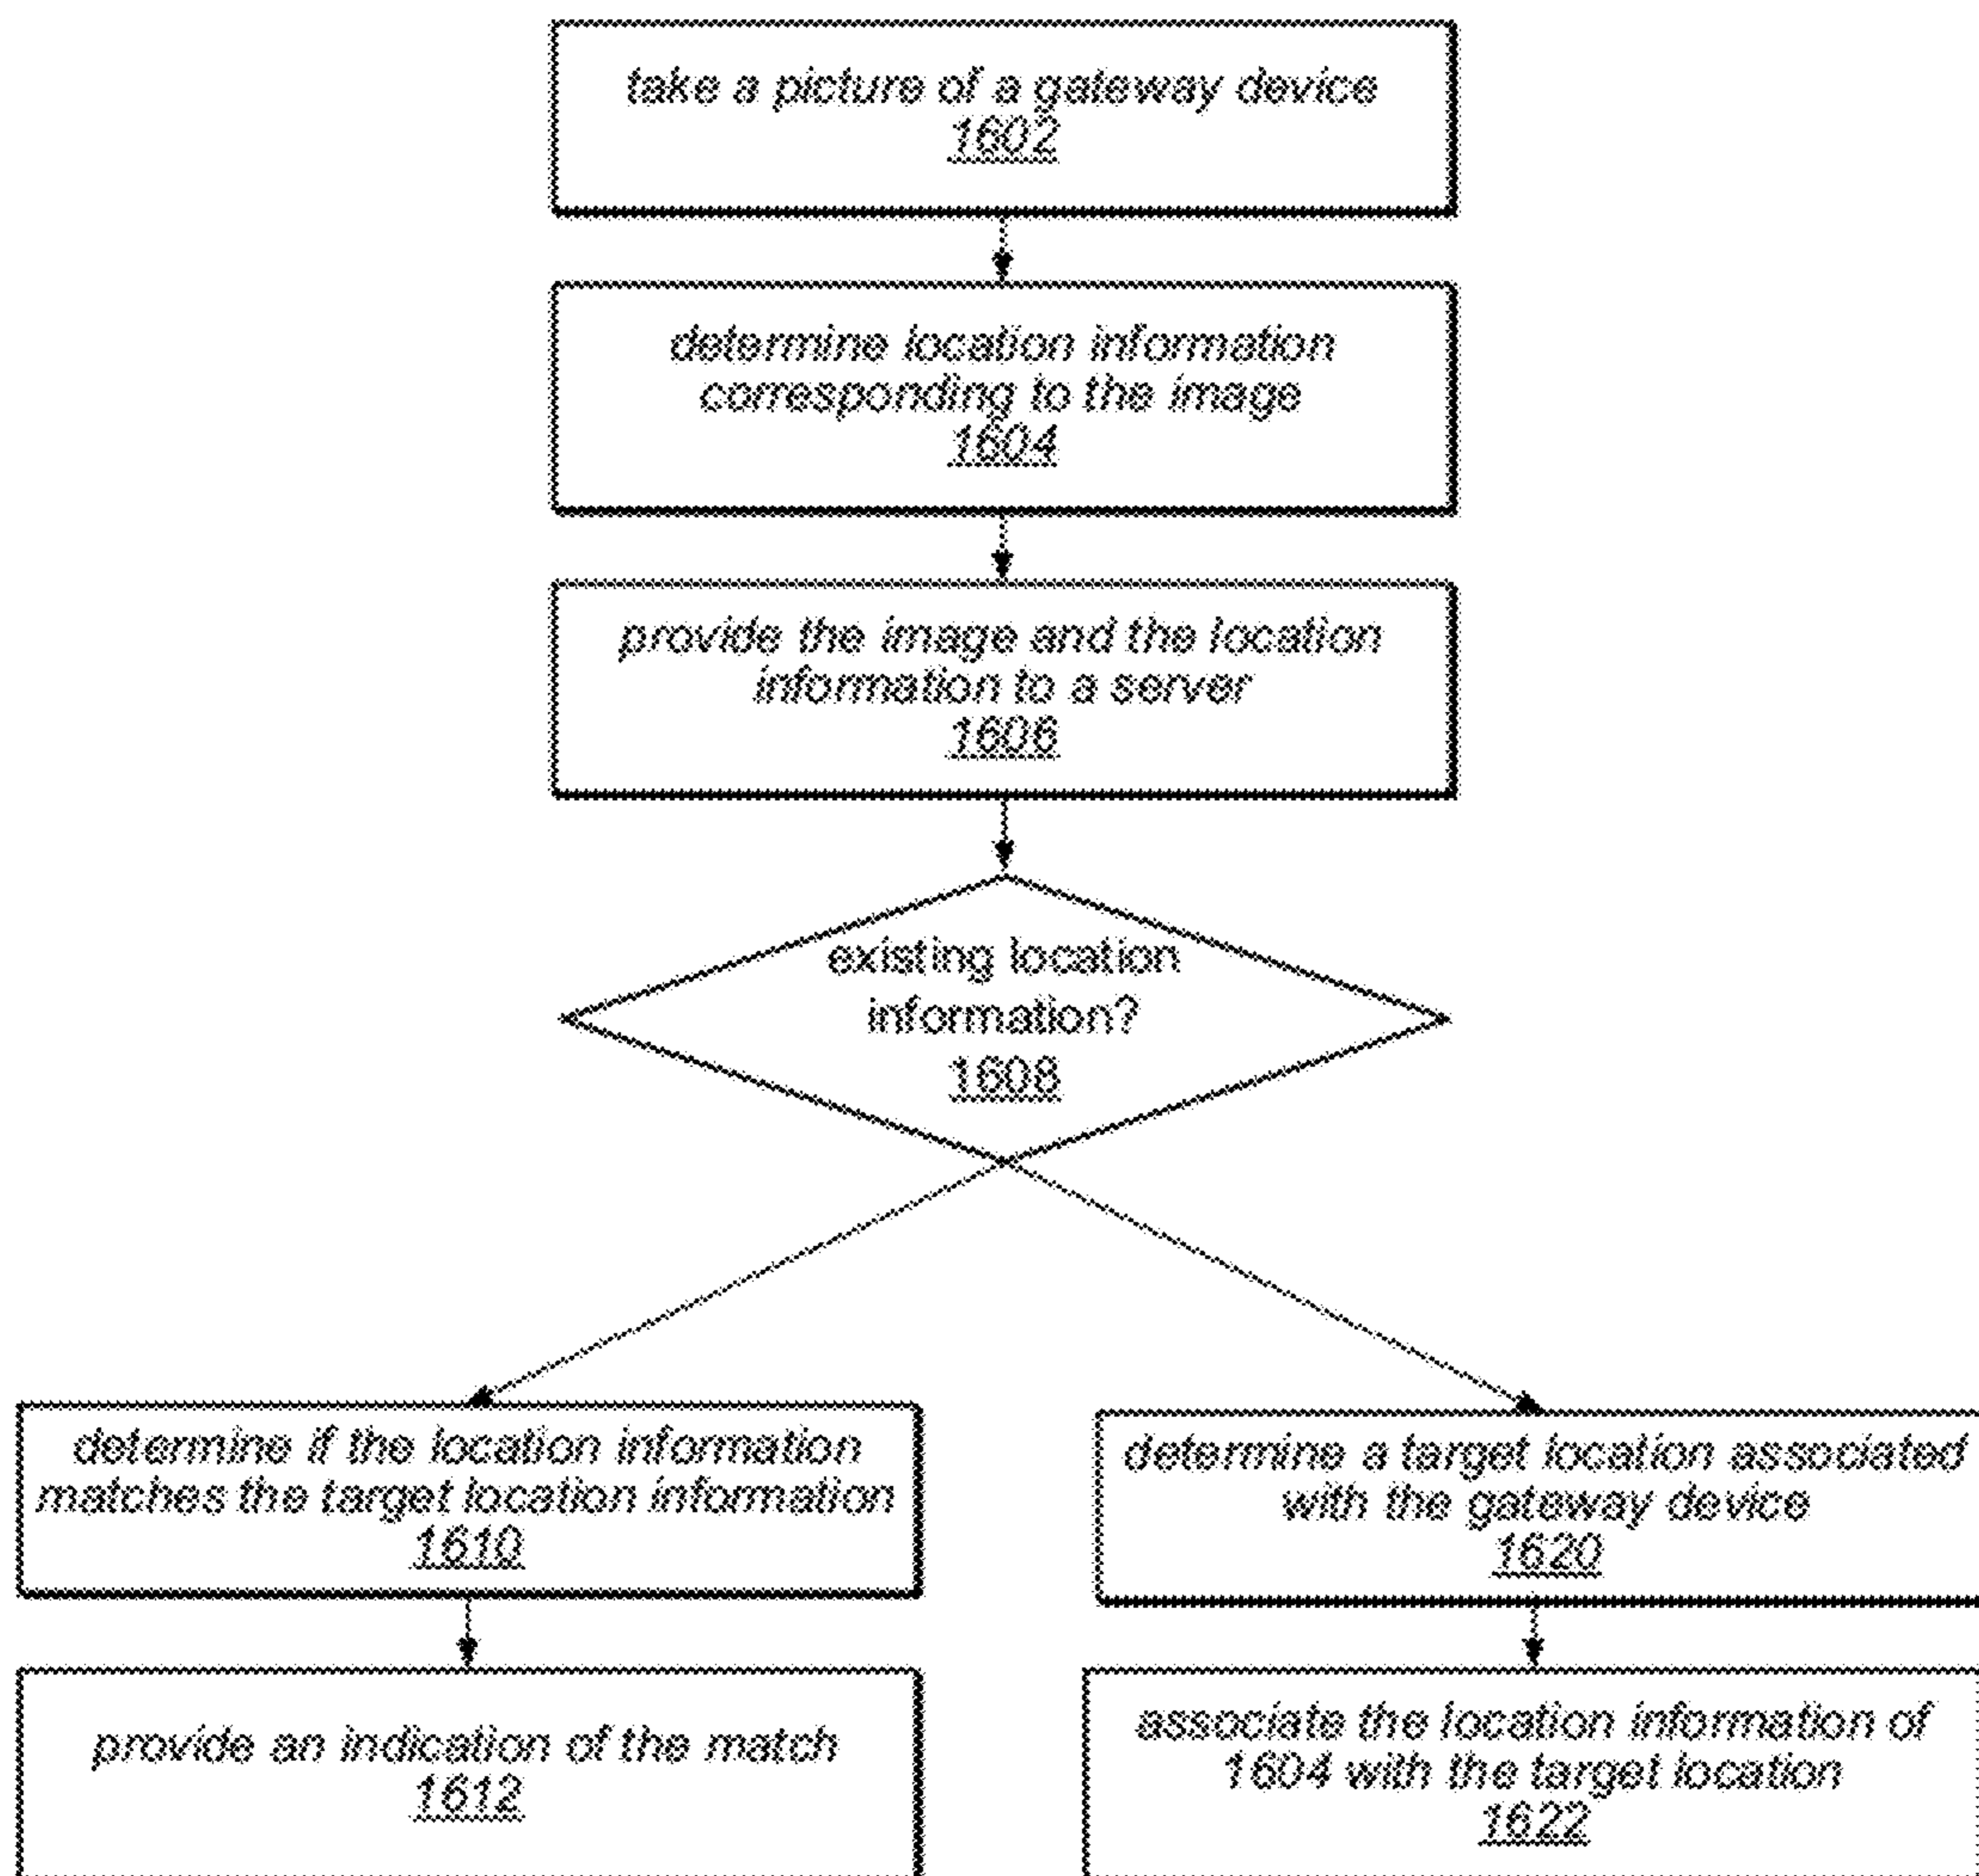 take a picture of a gateway device
1602
determine location information
corresponding to the image
1604
provide the image and the location
information to a server
1606
existing location
information?
1608
determine if the location information
matches the target location information
1610
provide an indication of the match
1612
determine a target location associated
with the gateway device
1620
associate the location information of
1604 with the target location
1622